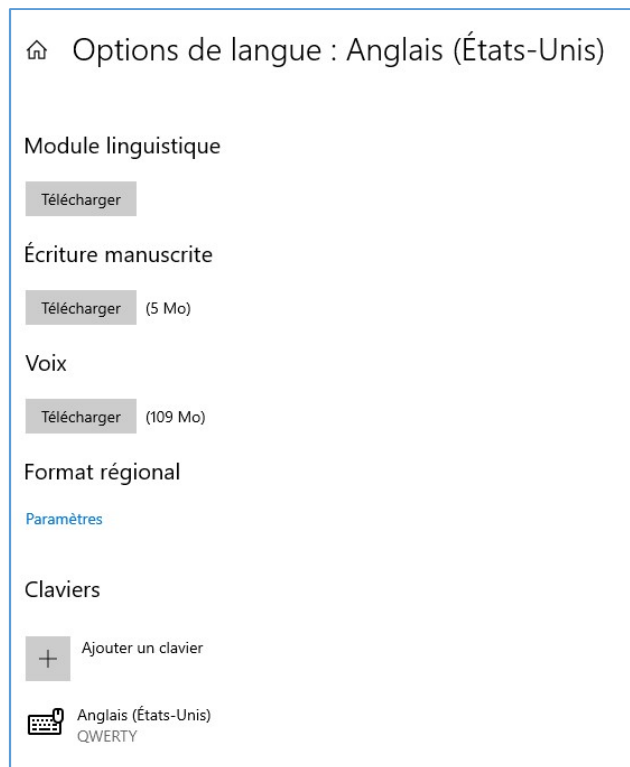 Options de langue : Anglais (États-Unis)
Module linguistique
Télécharger
Écriture manuscrite
Télécharger (5 Mo)
Voix
Télécharger (109 Mo)
Format régional
Paramètres
Claviers
Ajouter un clavier
Anglais (États-Unis)
QWERTY